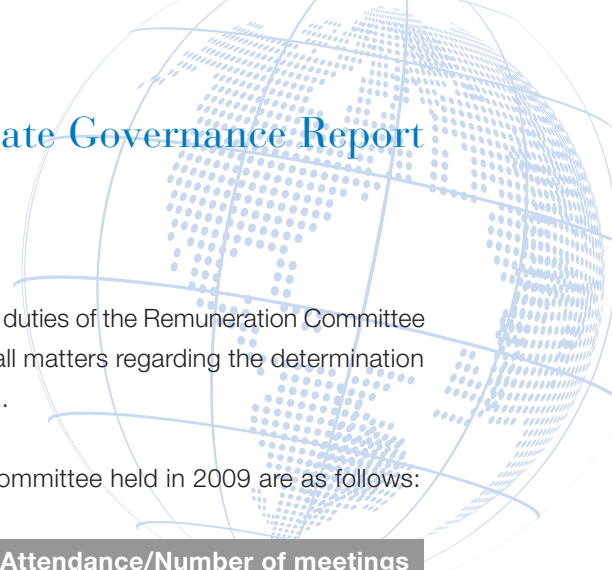 ate Governance Report
duties of the Remuneration Committee
all matters regarding the determination
.
ommittee held in 2009 are as follows:
Attendance/Number of meetings